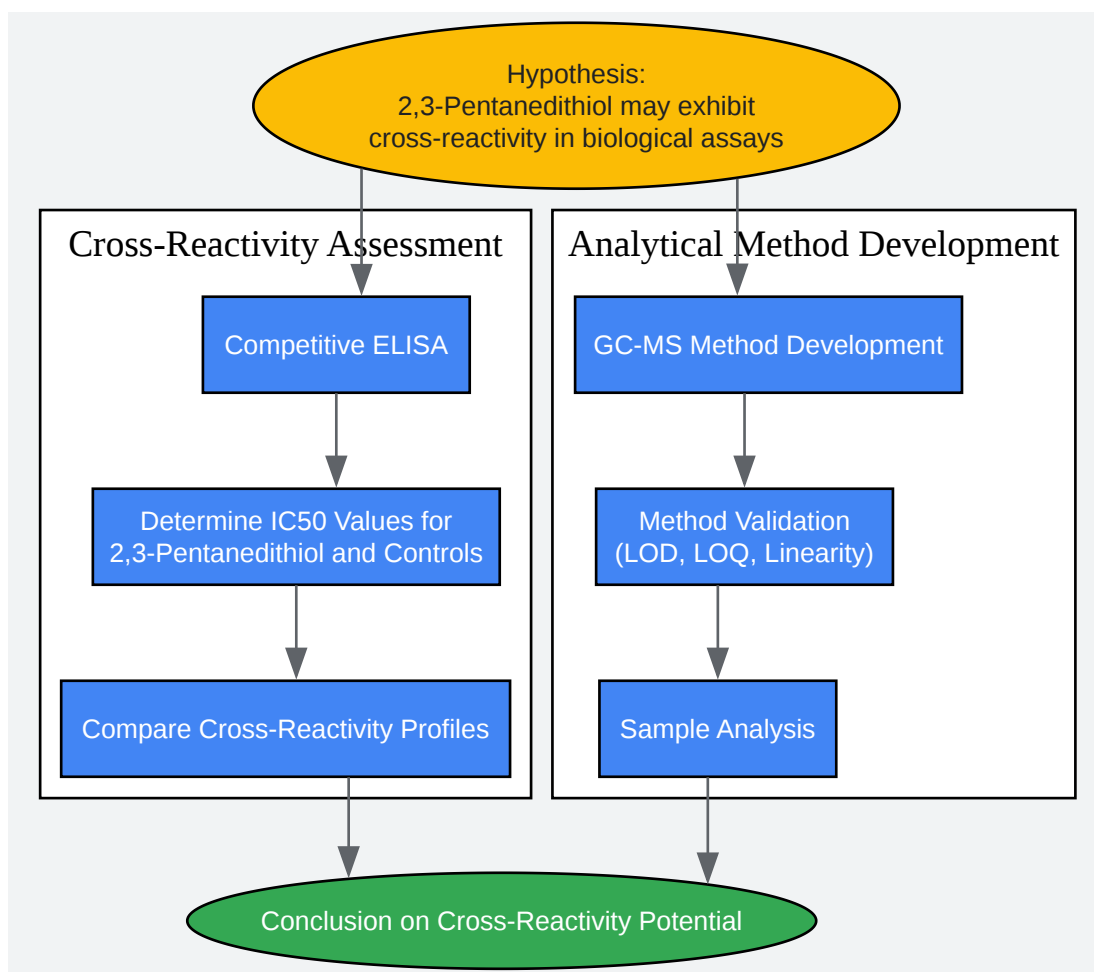 Hypothesis:
2,3-Pentanedithiol may exhibit
cross-reactivity in biological assays
Cross-Reactivity Assessment
Competitive ELISA
Determine IC50 Values for
2,3-Pentanedithiol and Controls
Compare Cross-Reactivity Profiles
Analytical Method Development
GC-MS Method Development
Method Validation
(LOD, LOQ, Linearity)
Sample Analysis
Conclusion on Cross-Reactivity Potential